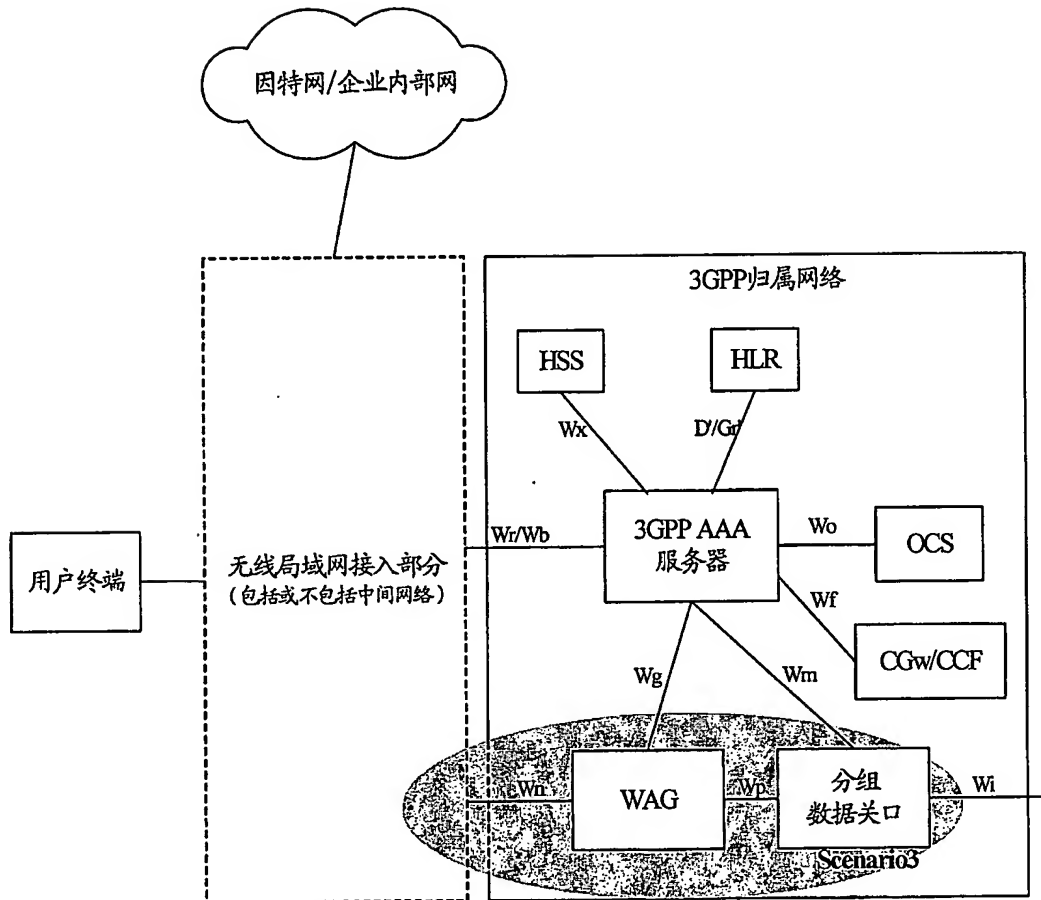 因特网/企业内部网
3GPP归属网络
HSS
HLR
Wx
D'/Gr'
Wr/Wb
3GPP AAA
服务器
Wo
OCS
用户终端
无线局域网接入部分
(包括或不包括中间网络)
Wf
CGw/CCF
Wg
Wm
Wn
WAG
Wp
分组
数据关口
Wi
Scenario3